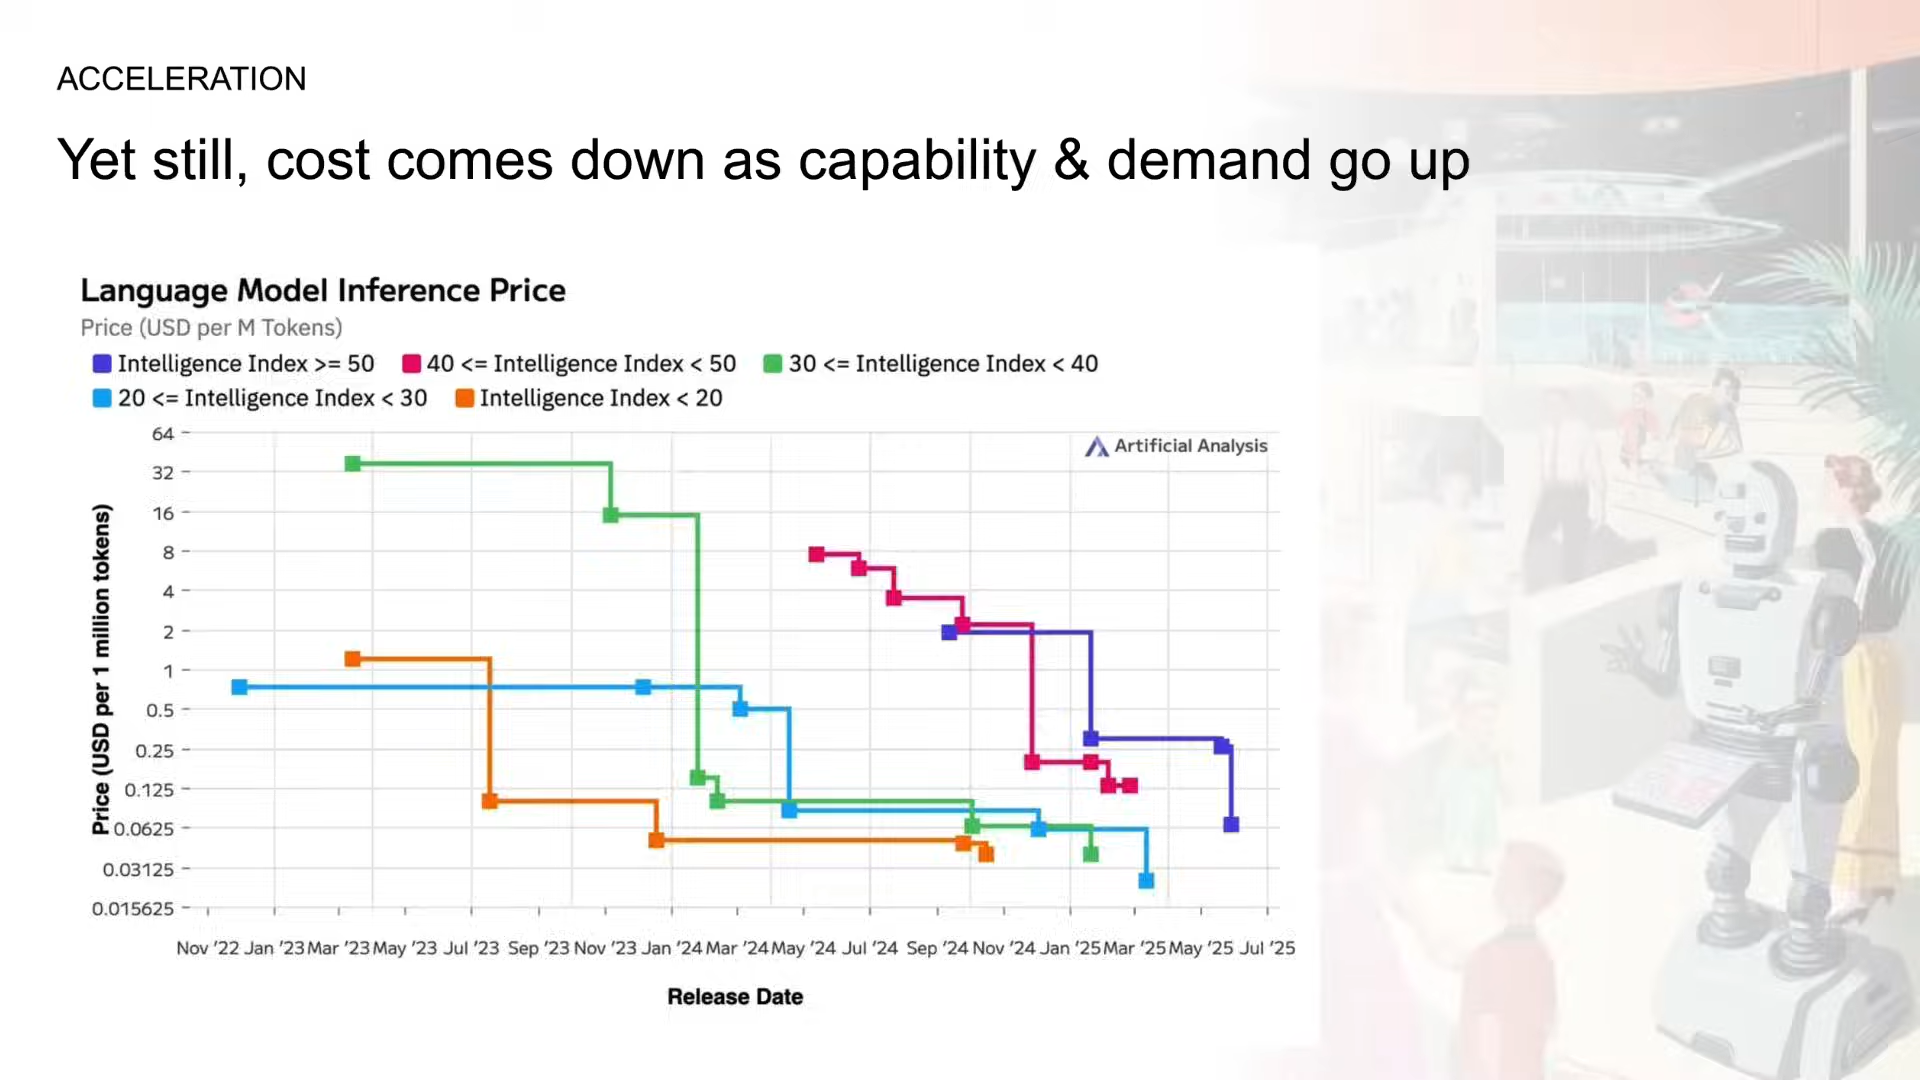 ACCELERATION
Yet still, cost comes down as capability & demand go up
Language Model Inference Price
Price (USD per M Tokens)
Intelligence Index >= 50 40 <= Intelligence Index < 50 30 <= Intelligence Index < 40
20 <= Intelligence Index < 30 Intelligence Index < 20
Artificial Analysis
Price (USD per 1 million tokens)
64
32
16
8
4
2
1
0.5
0.25
0.125
0.0625
0.03125
0.015625
Nov '22 Jan '23 Mar '23 May '23 Jul '23 Sep '23 Nov '23 Jan '24 Mar '24 May '24 Jul '24 Sep '24 Nov '24 Jan '25 Mar '25 May '25 Jul '25
Release Date